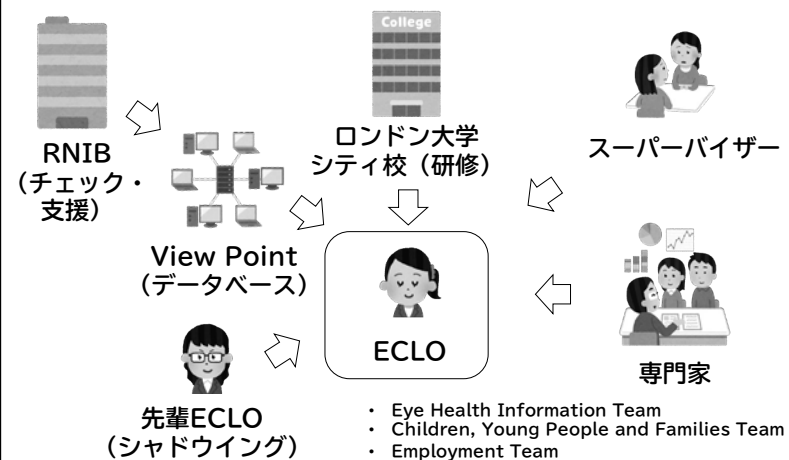 College
RNIB
（チェック・
支援）
View Point
（データベース）
ロンドン大学
シティ校（研修）
スーパーバイザー
ECLO
専門家
先輩ECLO
（シャドウイング）
・ Eye Health Information Team
・ Children, Young People and Families Team
・ Employment Team